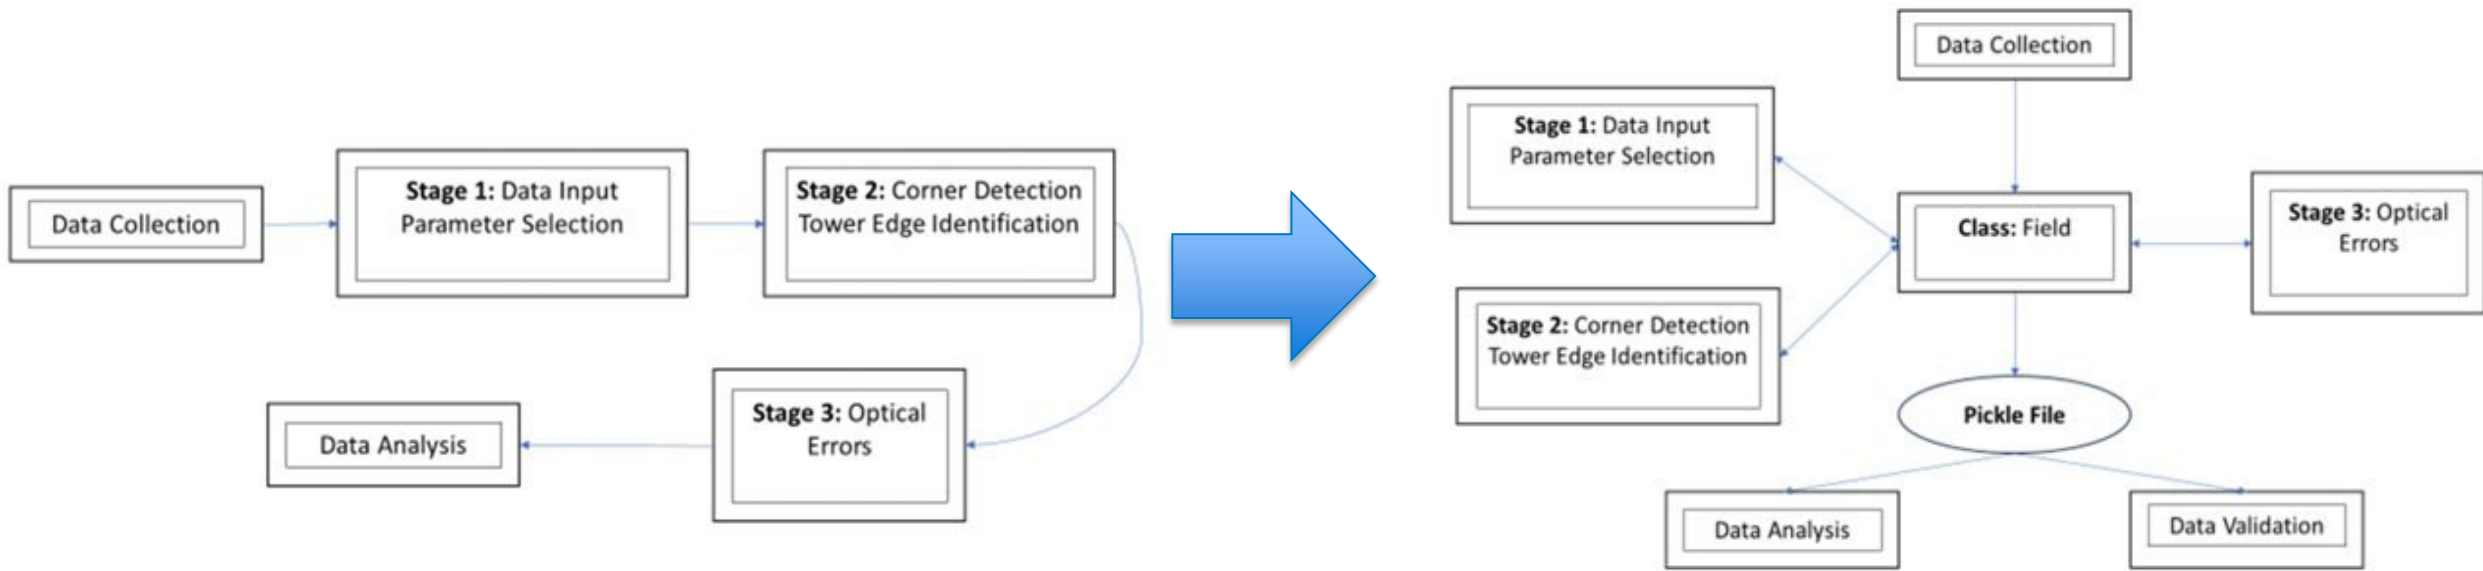 Data Collection
Stage 1: Data Input
Parameter Selection
Stage 2: Corner Detection
Tower Edge Identification
Stage 3: Optical
Errors
Data Analysis
Data Collection
Stage 1: Data Input
Parameter Selection
Class: Field
Stage 3: Optical
Errors
Stage 2: Corner Detection
Tower Edge Identification
Pickle File
Data Analysis
Data Validation